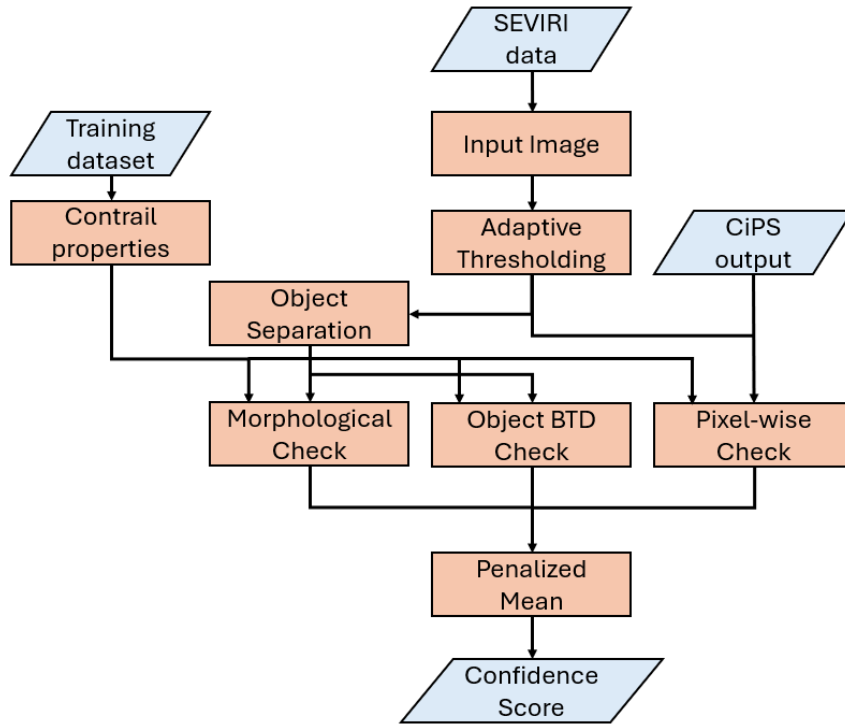 SEVIRI
data
Training
dataset
Input Image
Contrail
properties
Adaptive
Thresholding
CiPS
output
Object
Separation
Morphological
Check
Object BTD
Check
Pixel-wise
Check
Penalized
Mean
Confidence
Score